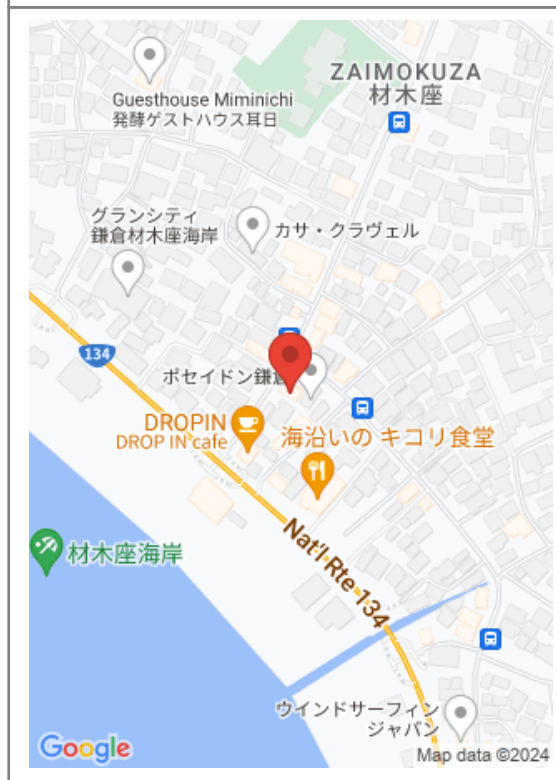 ZAIMOKUZA
材木座
Guesthouse Miminichi
発酵ゲストハウス耳日
グランシティ
鎌倉材木座海岸
カサ・クラヴェル
134
ポセイドン鎌倉
DROPIN
DROP IN cafe
海沿いの キコリ食堂
Nat'l Rte 134
材木座海岸
ウインドサーフィン
ジャパン
Google
Map data ©2024